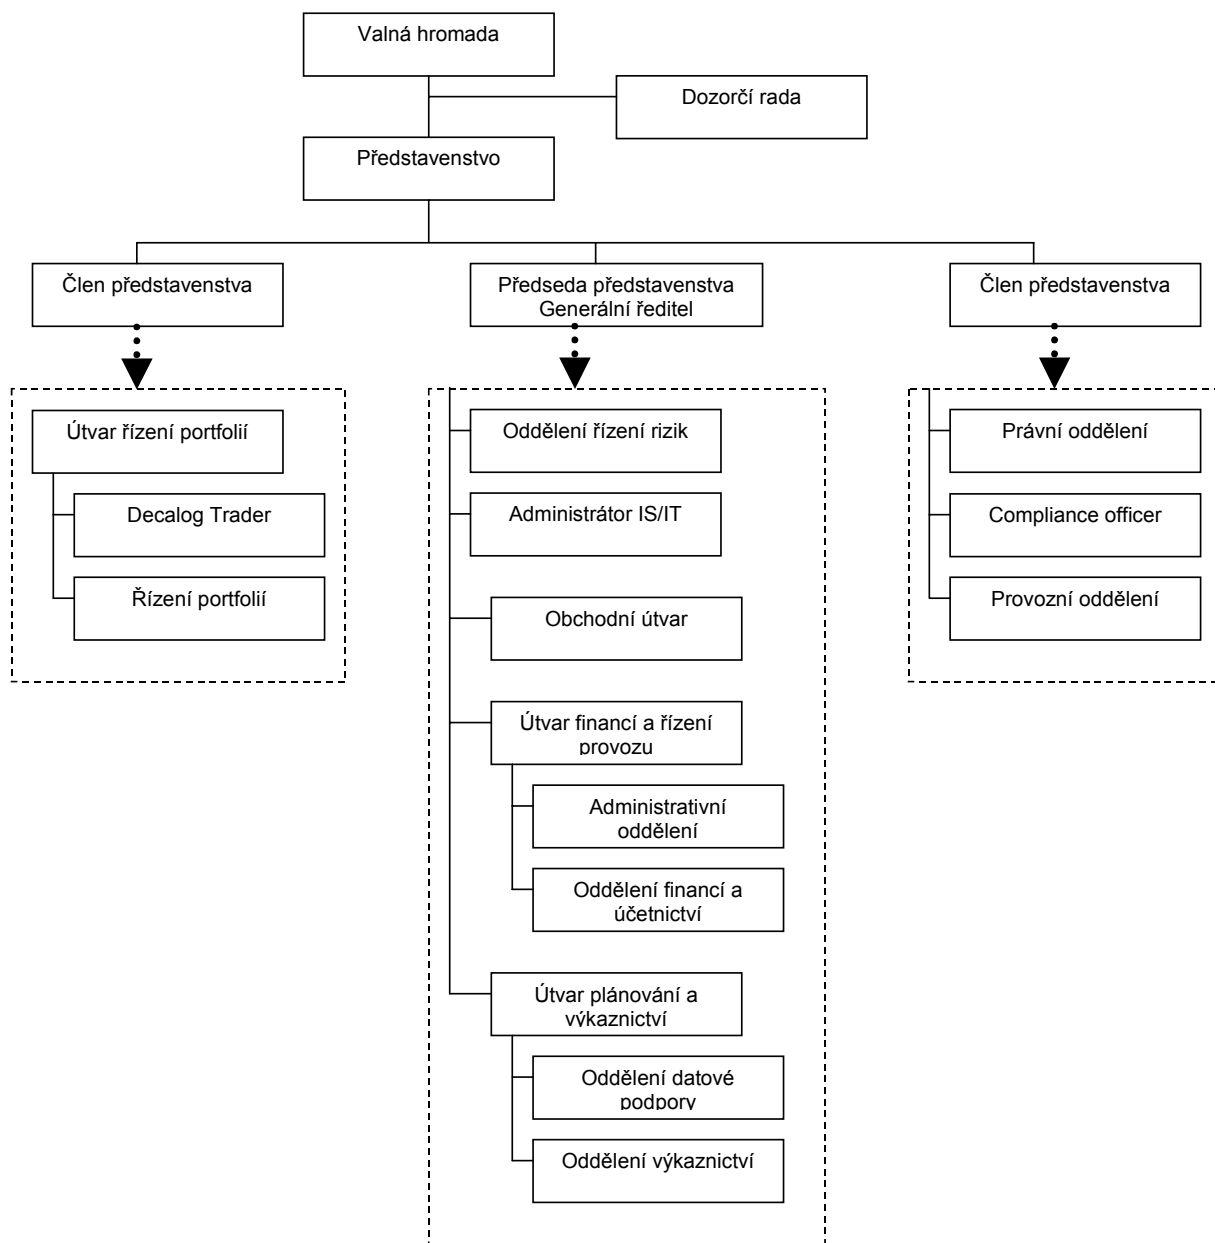 Valná hromada
Dozorčí rada
Představenstvo
Člen představenstva
Předseda představenstva
Generální ředitel
Člen představenstva
Útvar řízení portfolií
Decalog Trader
Řízení portfolií
Oddělení řízení rizik
Administrátor IS/IT
Obchodní útvar
Útvar financí a řízení
provozu
Administrativní
oddělení
Oddělení financí a
účetnictví
Útvar plánování a
výkaznictví
Oddělení datové
podpory
Oddělení výkaznictví
Právní oddělení
Compliance officer
Provozní oddělení